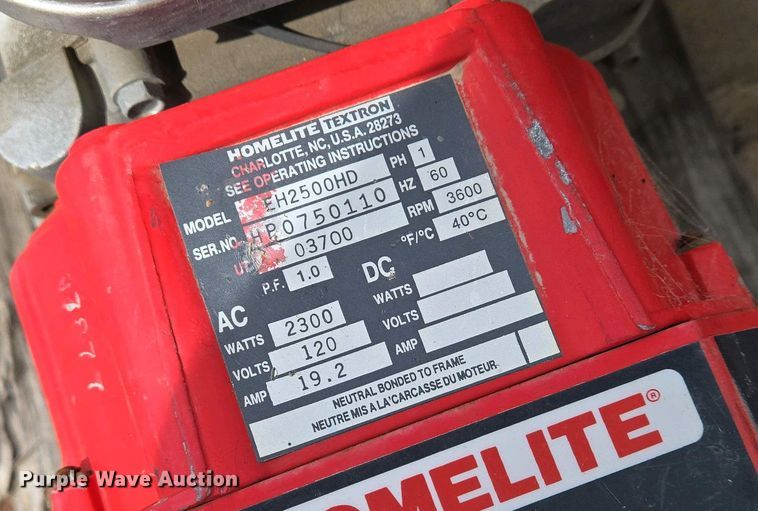 HOMELITE TEXTRON
CHARLOTTE, NC, U.S.A. 28273
SEE OPERATING INSTRUCTIONS
MODEL EH2500HD PH 1
SER.NO. 0750110 HZ 60
03700 RPM 3600
P.F. 1.0 °F/°C 40°C
AC DC
WATTS 2300 WATTS
VOLTS 120 VOLTS
AMP 19.2 AMP
NEUTRAL BONDED TO FRAME
NEUTRE MIS A LA'CARCASSE DU MOTEUR
HOMELITE®
Purple Wave Auction